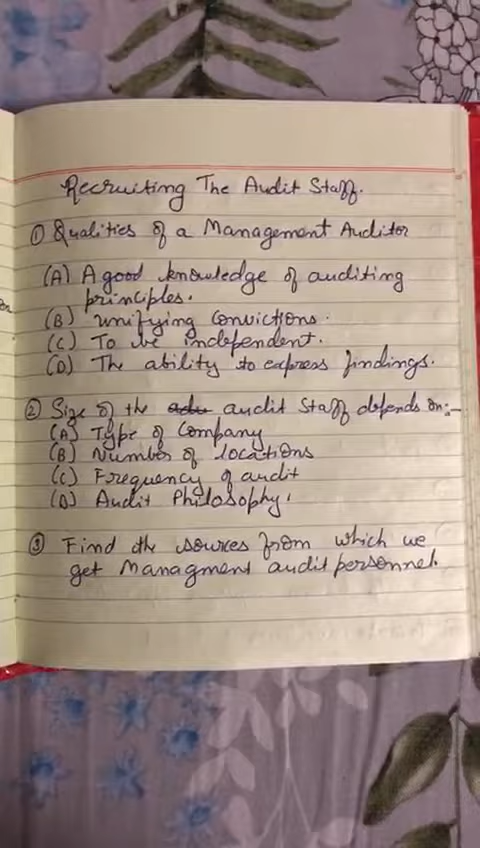 Recruiting The Audit Staff.
① Qualities of a Management Auditor
(A) A good knowledge of auditing
principles.
(B) unifying convictions.
(C) To be independent.
(D) The ability to express findings.
② Size of the audit Staff depends on:-
(A) Type of Company
(B) Number of locations
(C) Frequency of audit
(D) Audit Philosophy.
③ Find the sources from which we
get Managment audit personnel.